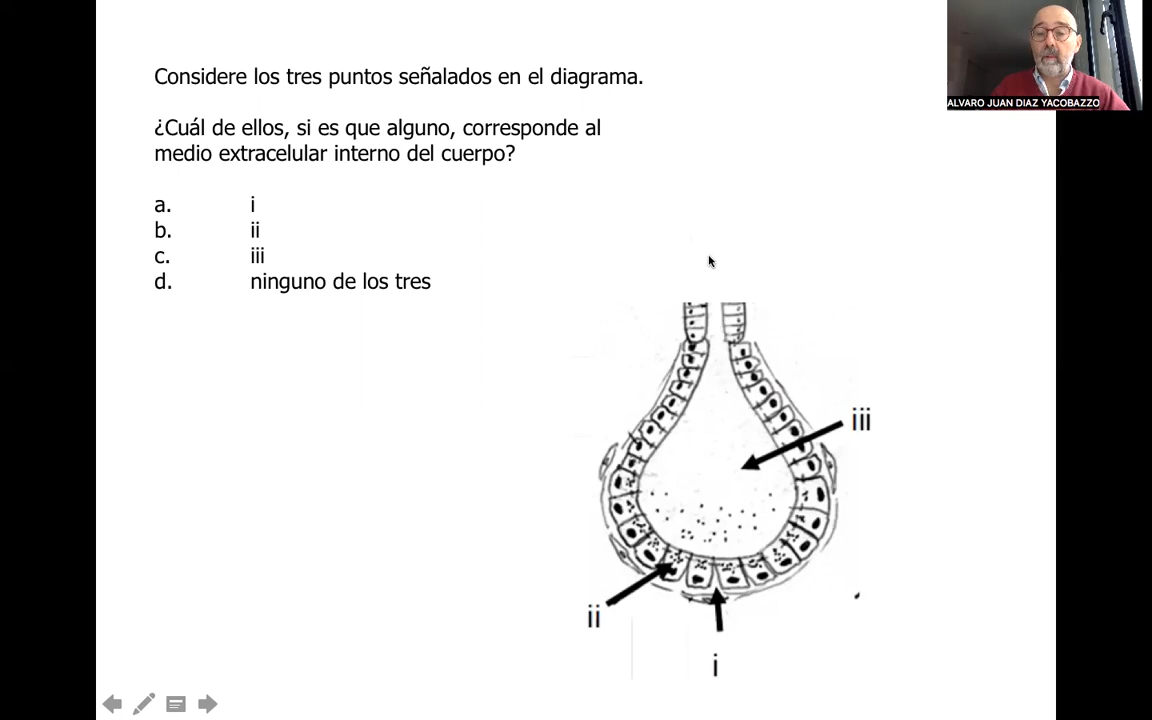 Considere los tres puntos señalados en el diagrama.
¿Cuál de ellos, si es que alguno, corresponde al
medio extracelular interno del cuerpo?
a. i
b. ii
c. iii
d. ninguno de los tres
iii
ii
i
ALVARO JUAN DIAZ YACOBAZZO